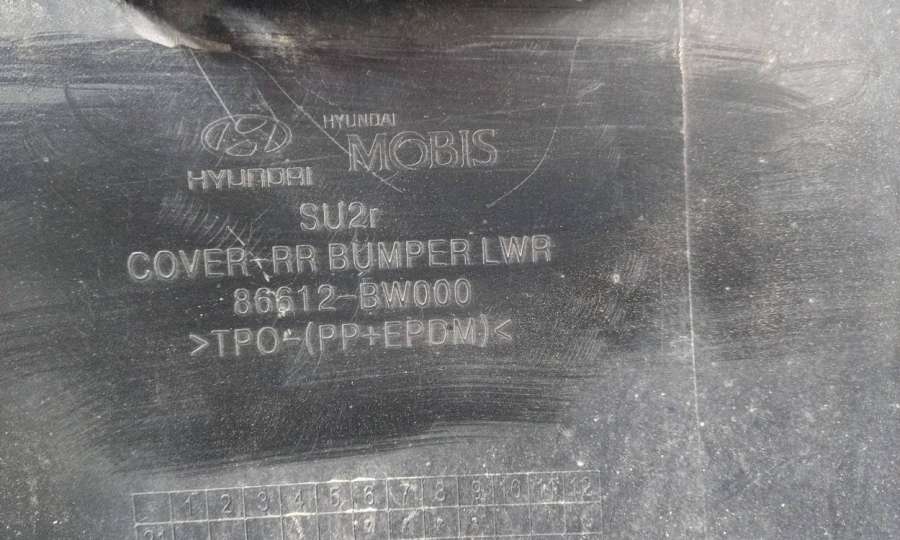 HYUNDAI
HYUNDAI
MOBIS
SU2r
COVER-RR BUMPER LWR
86612-BW000
>TPO-(PP+EPDM)<
1 2 3 4 5 6 7 8 9 10 11 12
21